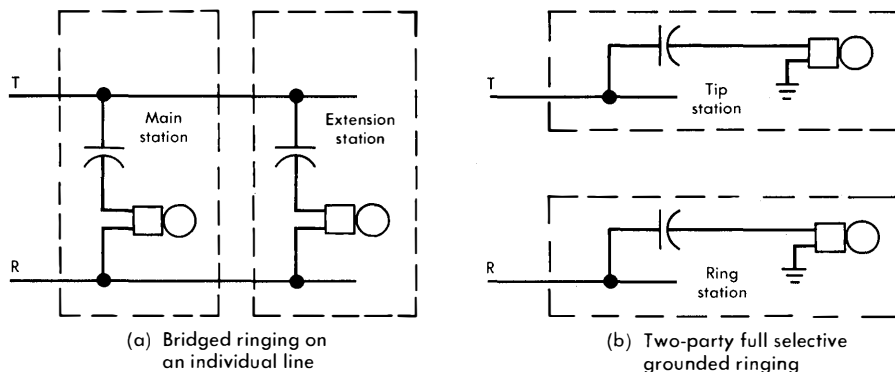 T
Main
station
Extension
station
R
(a) Bridged ringing on
an individual line
T
Tip
station
R
Ring
station
(b) Two-party full selective
grounded ringing